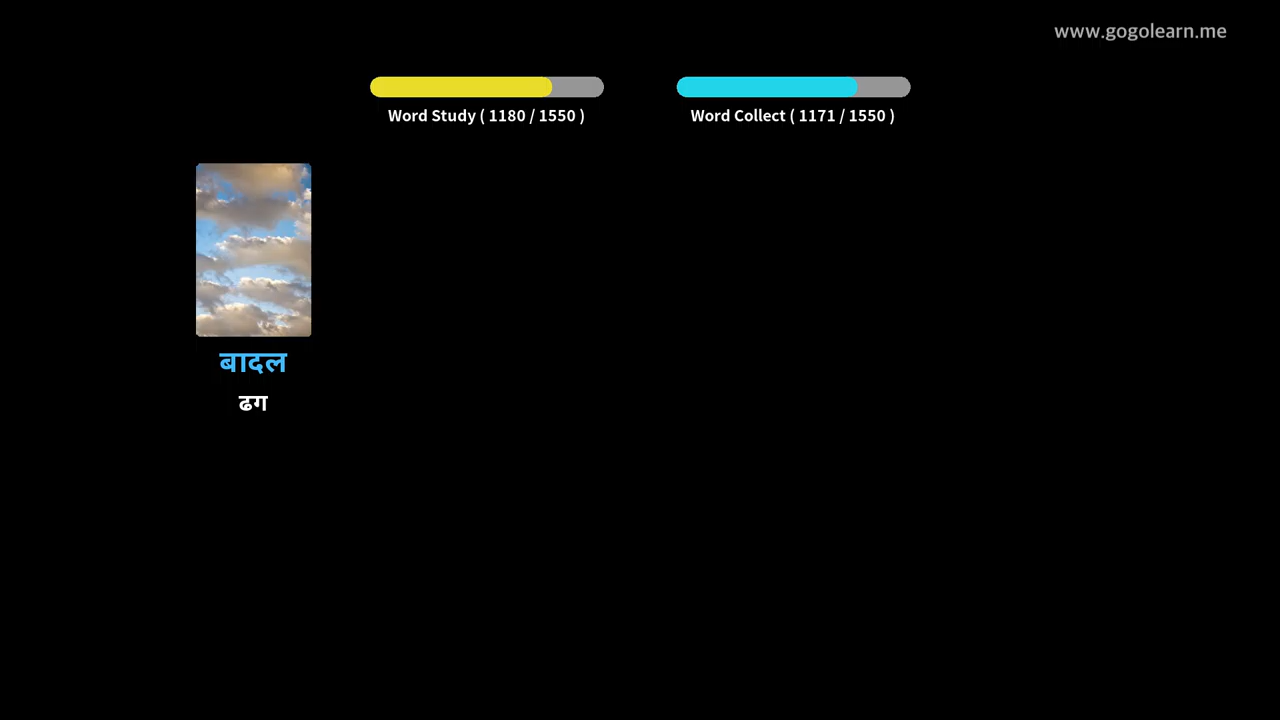 www.gogolearn.me
Word Study ( 1180 / 1550 )
Word Collect ( 1171 / 1550 )
बादल
ढग